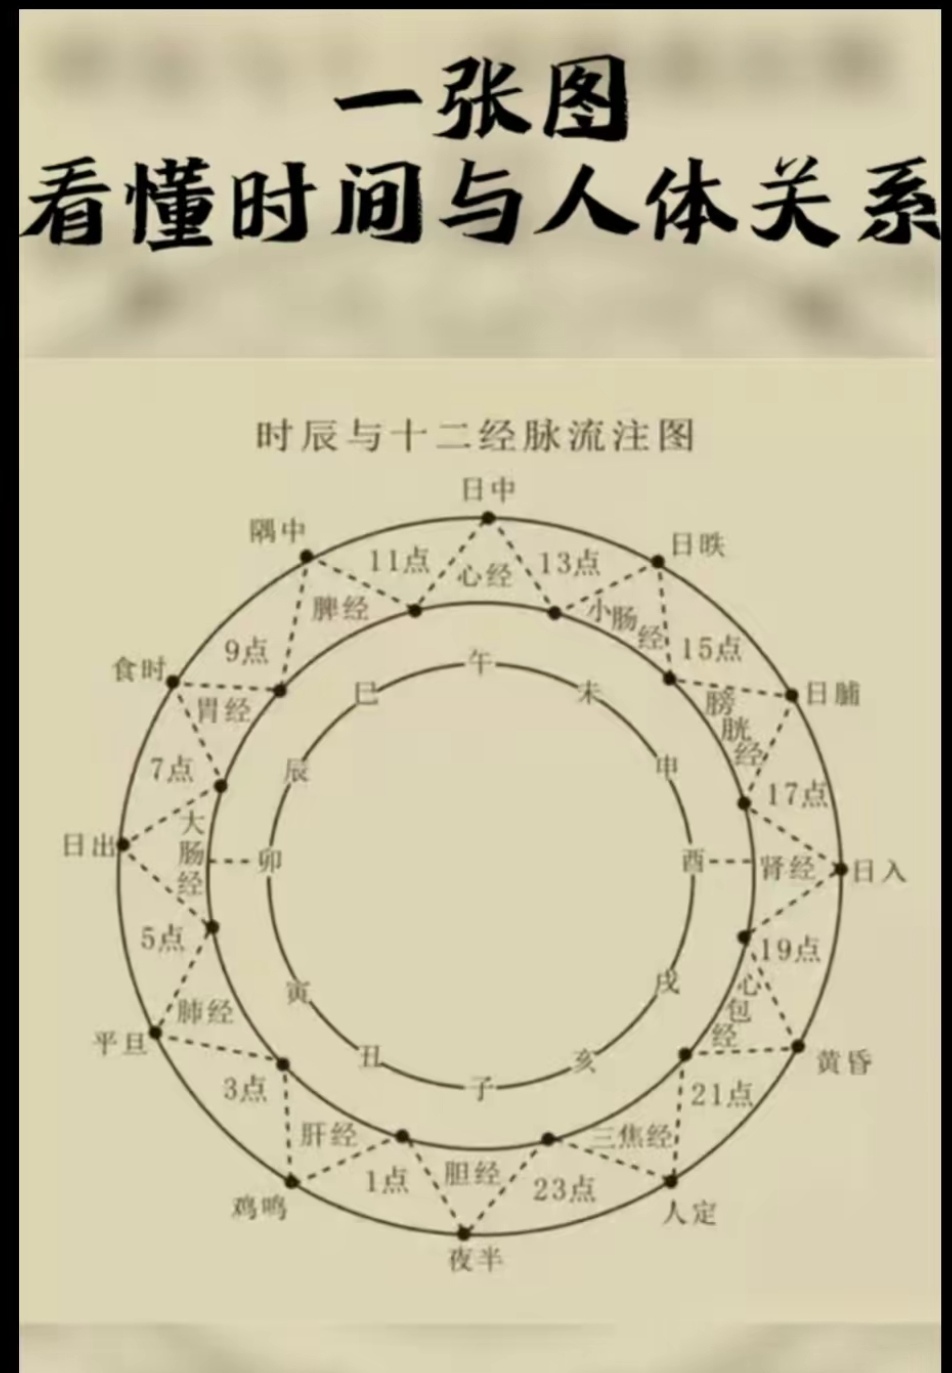 一张图
看懂时间与人体关系
时辰与十二经脉流注图
日中
隅中
日昳
11点
心经
13点
脾经
小肠经
9点
15点
食时
午
巳
未
日晡
胃经
膀胱经
7点
辰
申
17点
日出
大肠经
卯
酉
肾经
日入
5点
19点
肺经
寅
戌
心包经
平旦
黄昏
3点
丑
子
亥
21点
肝经
三焦经
1点
胆经
23点
鸡鸣
人定
夜半